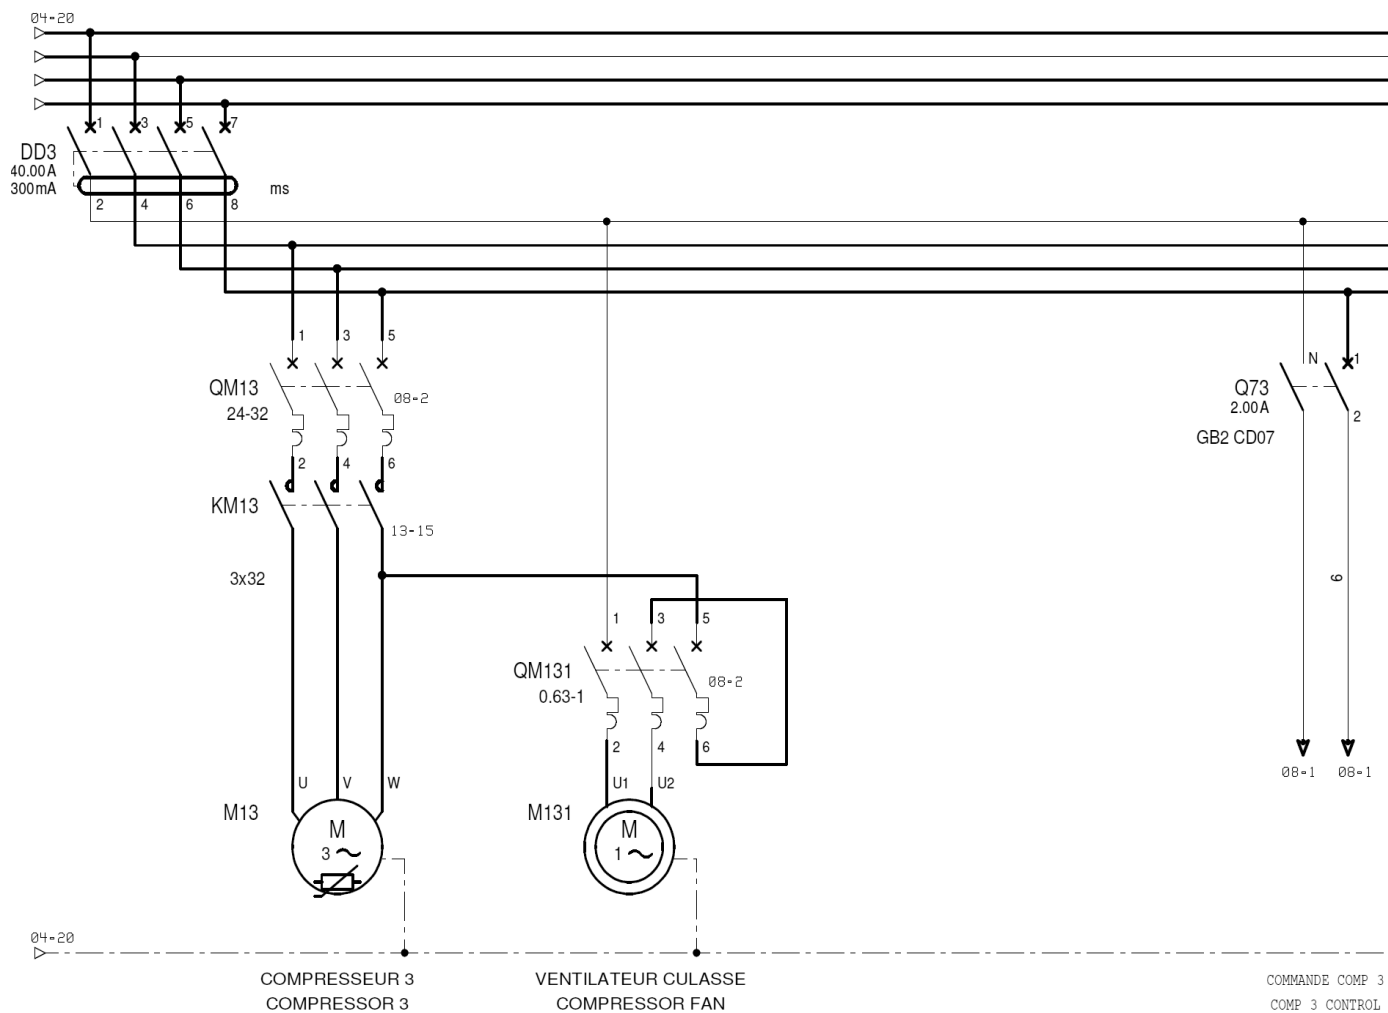 04-20
1 3 5 7
DD3
40.00A
300mA
ms
2 4 6 8
1 3 5
QM13
24-32
08-2
2 4 6
KM13
13-15
3x32
N 1
Q73
2.00A
2
GB2 CD07
6
1 3 5
QM131
0.63-1
08-2
2 4 6
U V W
U1 U2
08-1 08-1
M13
M
3
M131
M
1
04-20
COMPRESSEUR 3
COMPRESSOR 3
VENTILATEUR CULASSE
COMPRESSOR FAN
COMMANDE COMP 3
COMP 3 CONTROL